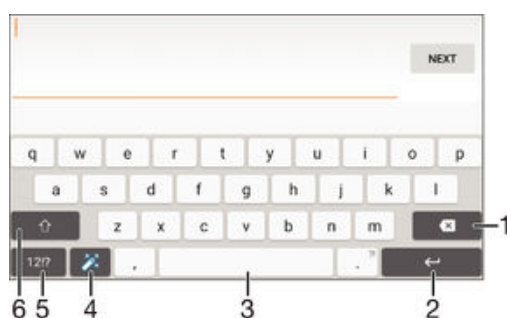 NEXT
q w e r t y u i o p
a s d f g h j k l
z x c v b n m 1
12!? , . ?!
6 5 4 3 2